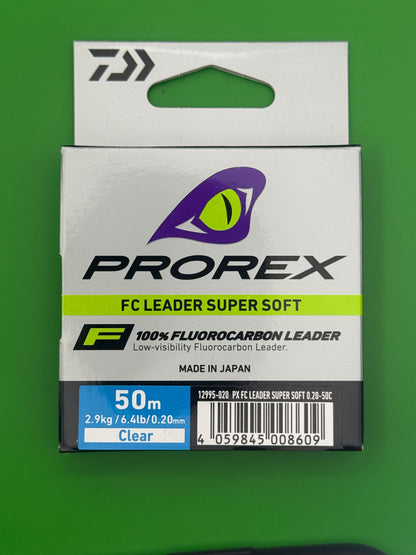 PROREX
FC LEADER SUPER SOFT
F 100% FLUOROCARBON LEADER
Low-visibility Fluorocarbon Leader.
MADE IN JAPAN
50m
2.9kg/6.4lb/0.20mm
Clear
12995-020 PX FC LEADER SUPER SOFT 0.20-50C
4 059845 008609